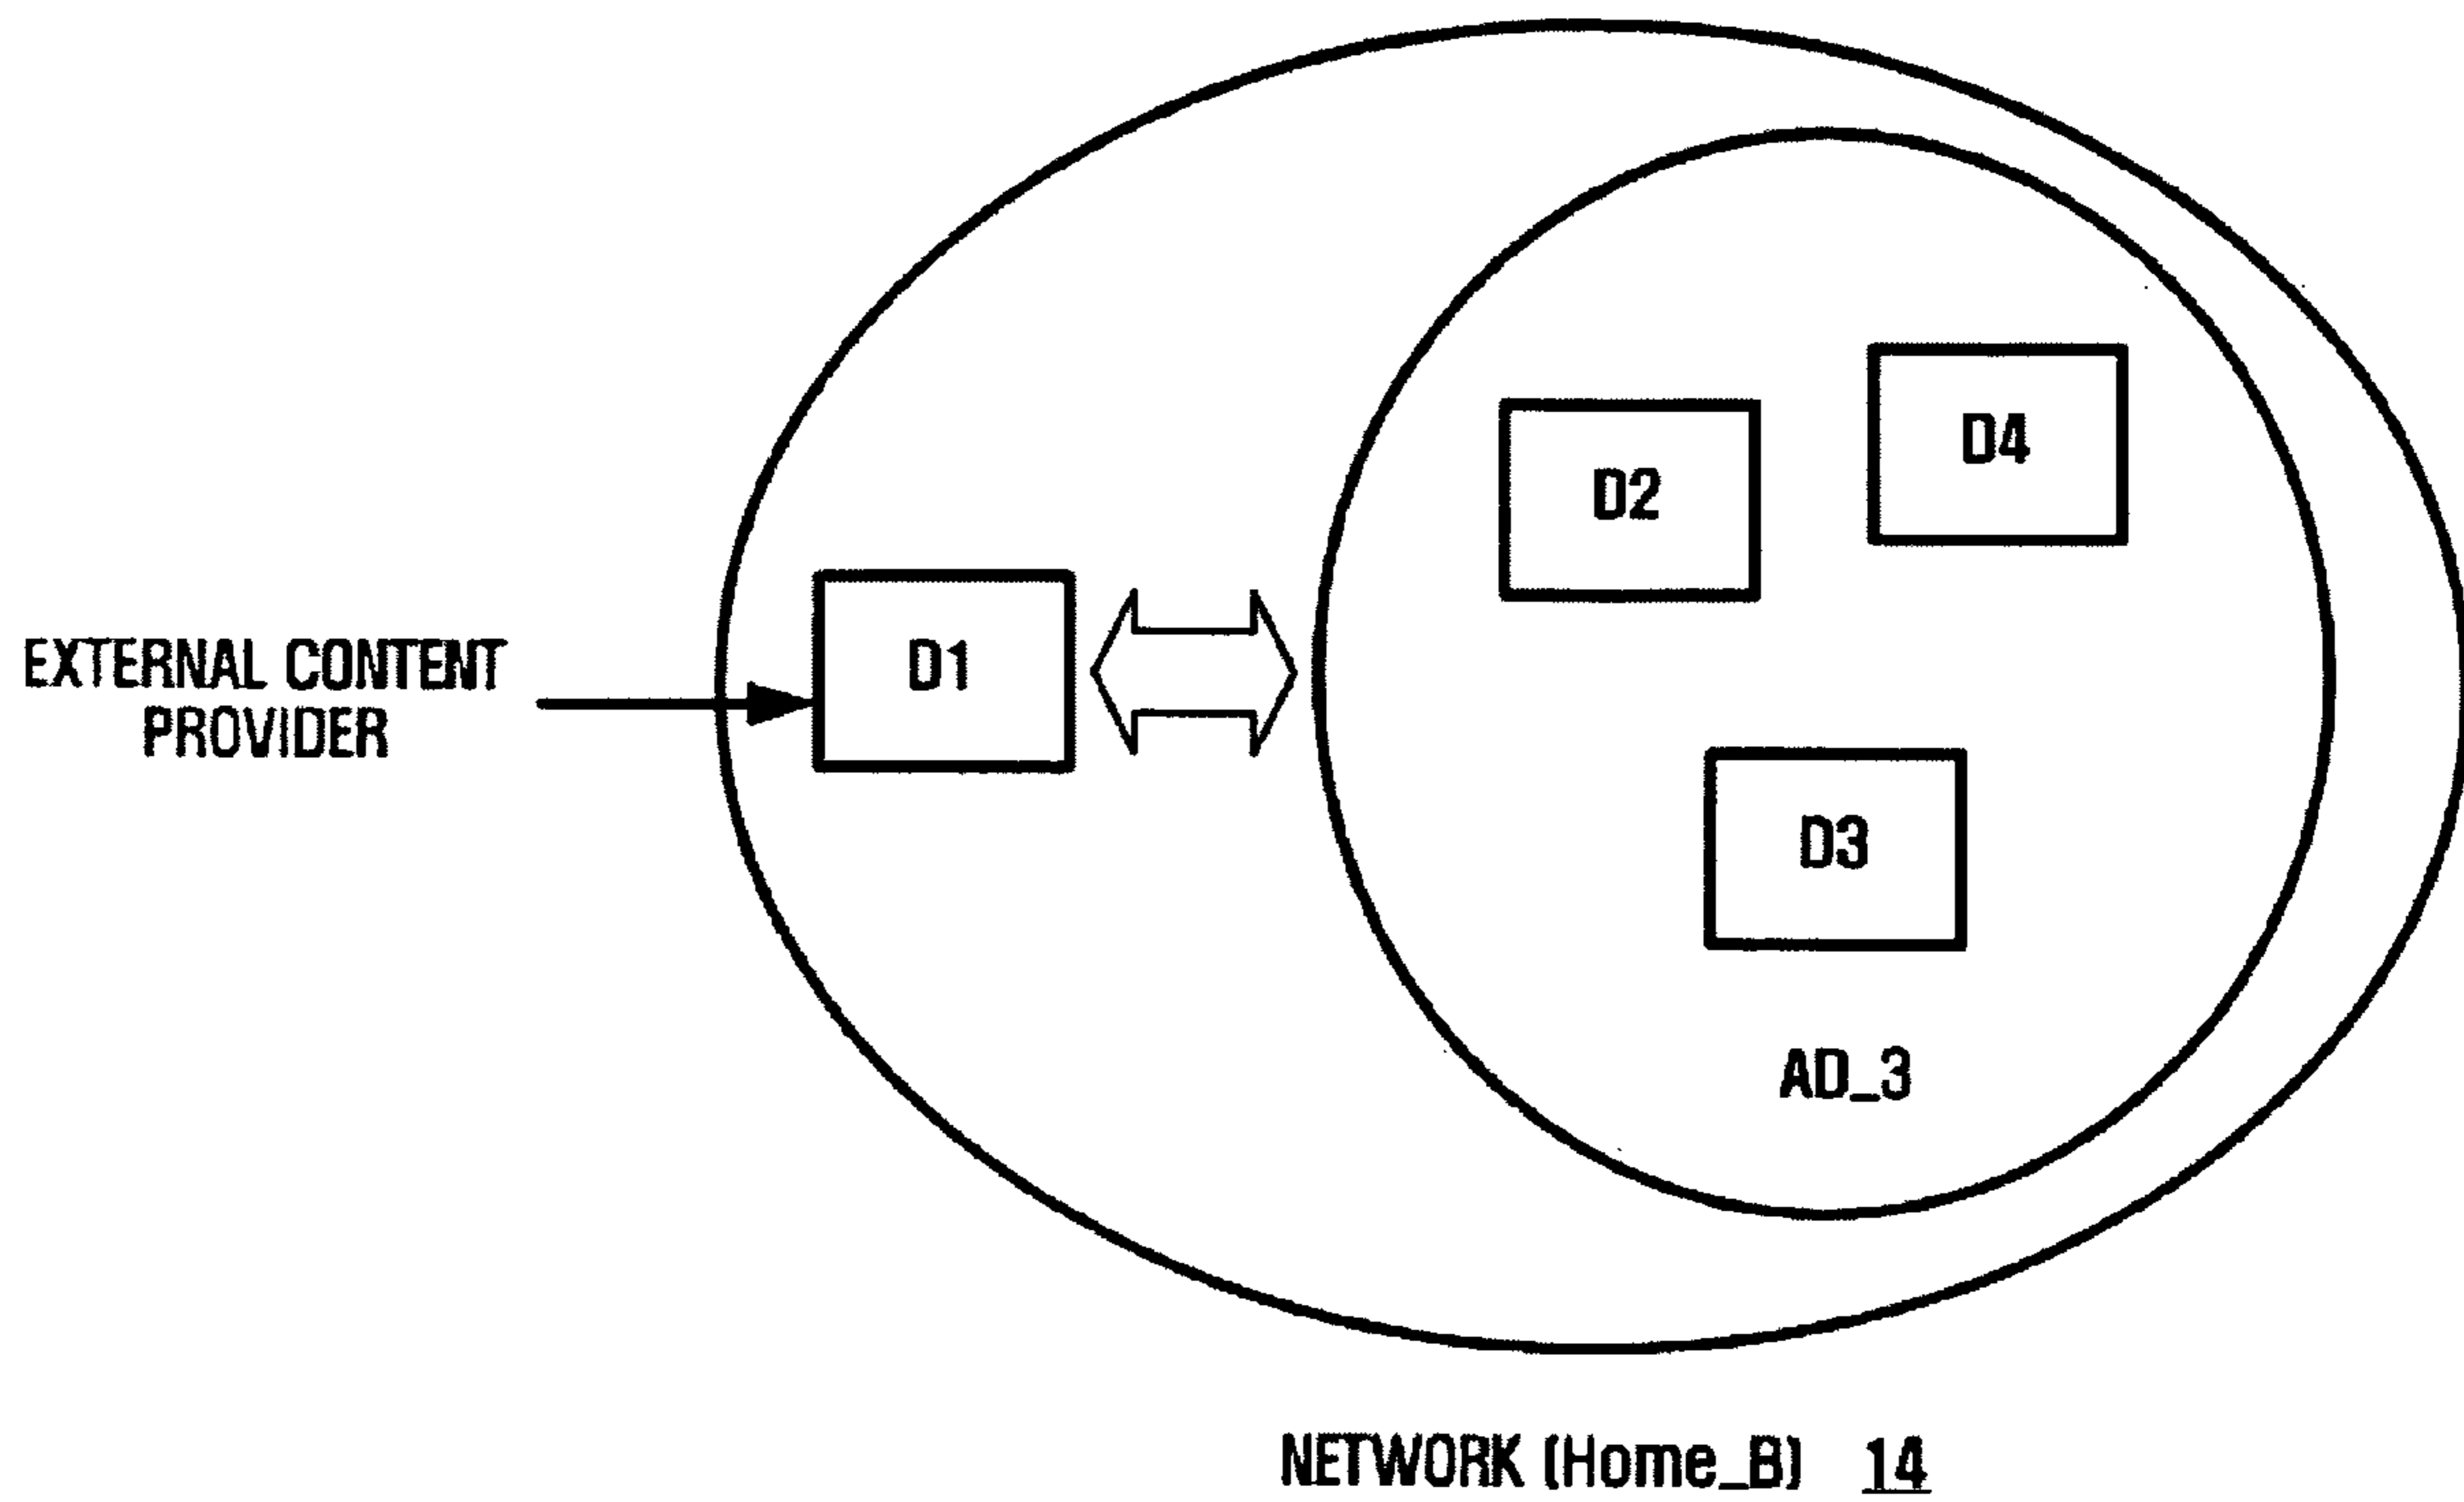 D4
D2
EXTERNAL CONTENT
PROVIDER
D1
D3
AD_3
NETWORK (Home_B) 14